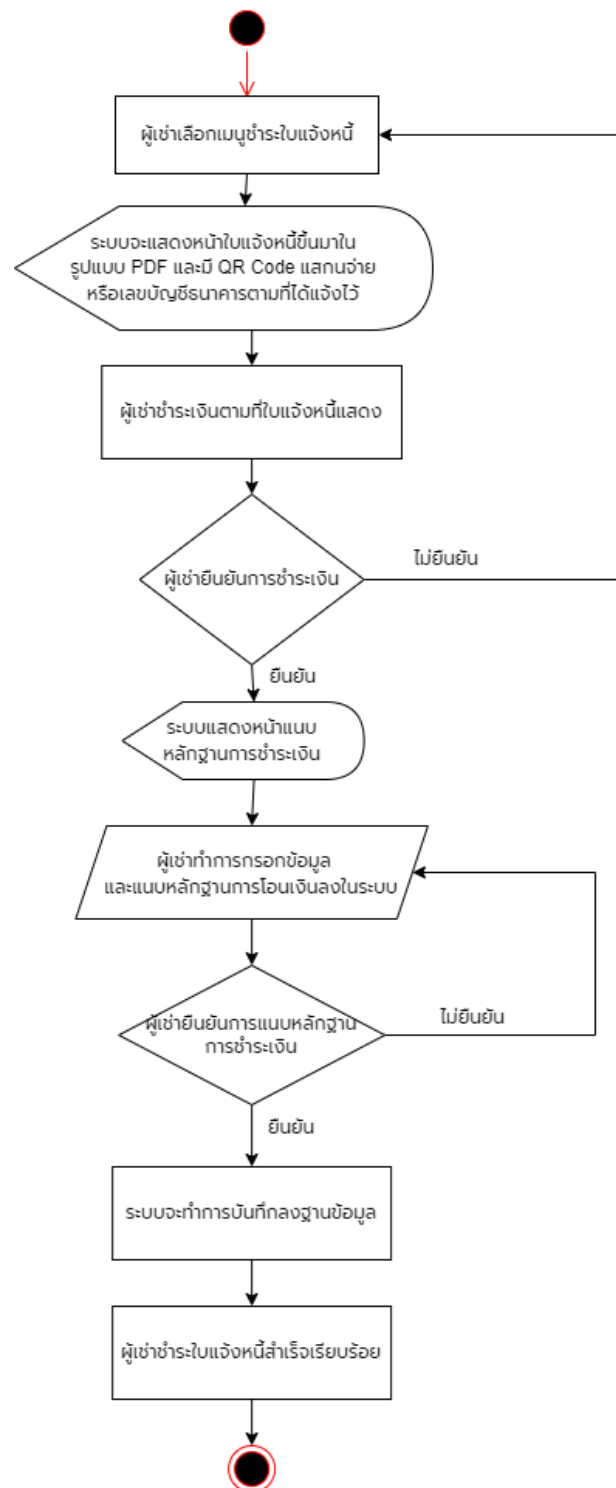 ผู้เช่าเลือกเมนูชำระใบแจ้งหนี้
ระบบจะแสดงหน้าใบแจ้งหนี้ขึ้นมาใน
รูปแบบ PDF และมี QR Code แสกนจ่าย
หรือเลขบัญชีธนาคารตามที่ได้แจ้งไว้
ผู้เช่าชำระเงินตามที่ใบแจ้งหนี้แสดง
ผู้เช่ายืนยันการชำระเงิน
ไม่ยืนยัน
ยืนยัน
ระบบแสดงหน้าแนบ
หลักฐานการชำระเงิน
ผู้เช่าทำการกรอกข้อมูล
และแนบหลักฐานการโอนเงินลงในระบบ
ผู้เช่ายืนยันการแนบหลักฐาน
การชำระเงิน
ไม่ยืนยัน
ยืนยัน
ระบบจะทำการบันทึกลงฐานข้อมูล
ผู้เช่าชำระใบแจ้งหนี้สำเร็จเรียบร้อย